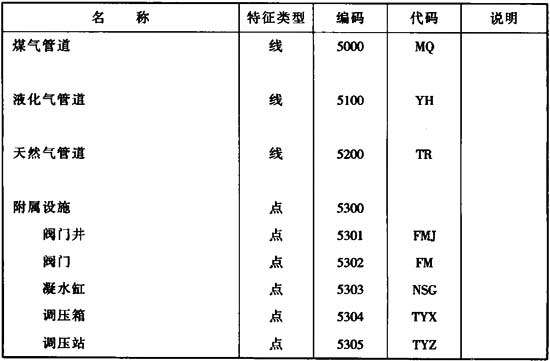 名 称 特征类型 编码 代码 说明
煤气管道 线 5000 MQ
液化气管道 线 5100 YH
天然气管道 线 5200 TR
附属设施 点 5300
阀门井 点 5301 FMJ
阀门 点 5302 FM
凝水缸 点 5303 NSG
调压箱 点 5304 TYX
调压站 点 5305 TYZ